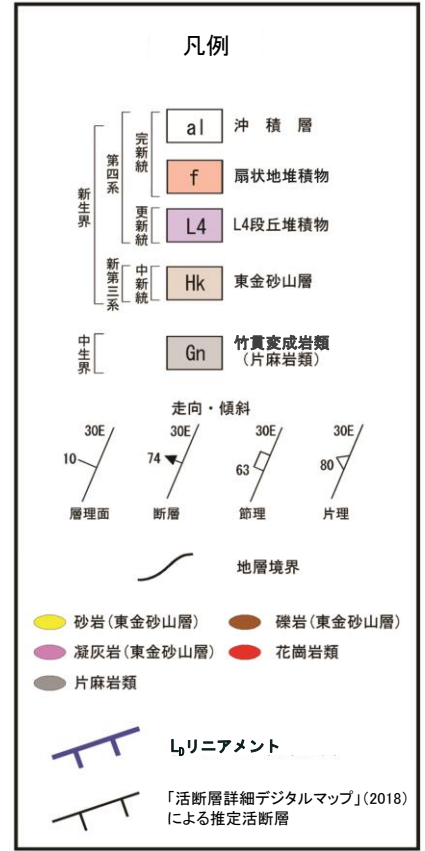 凡例
新生界
第四系
完新統
al 沖積層
f 扇状地堆積物
更新統
L4 L4段丘堆積物
新第三系
中新統
Hk 東金砂山層
中生界
Gn 竹貫変成岩類
(片麻岩類)
走向・傾斜
30E 30E 30E 30E
10 74 63 80
層理面 断層 節理 片理
地層境界
砂岩(東金砂山層) 礫岩(東金砂山層)
凝灰岩(東金砂山層) 花崗岩類
片麻岩類
LDリニアメント
「活断層詳細デジタルマップ」(2018)
による推定活断層